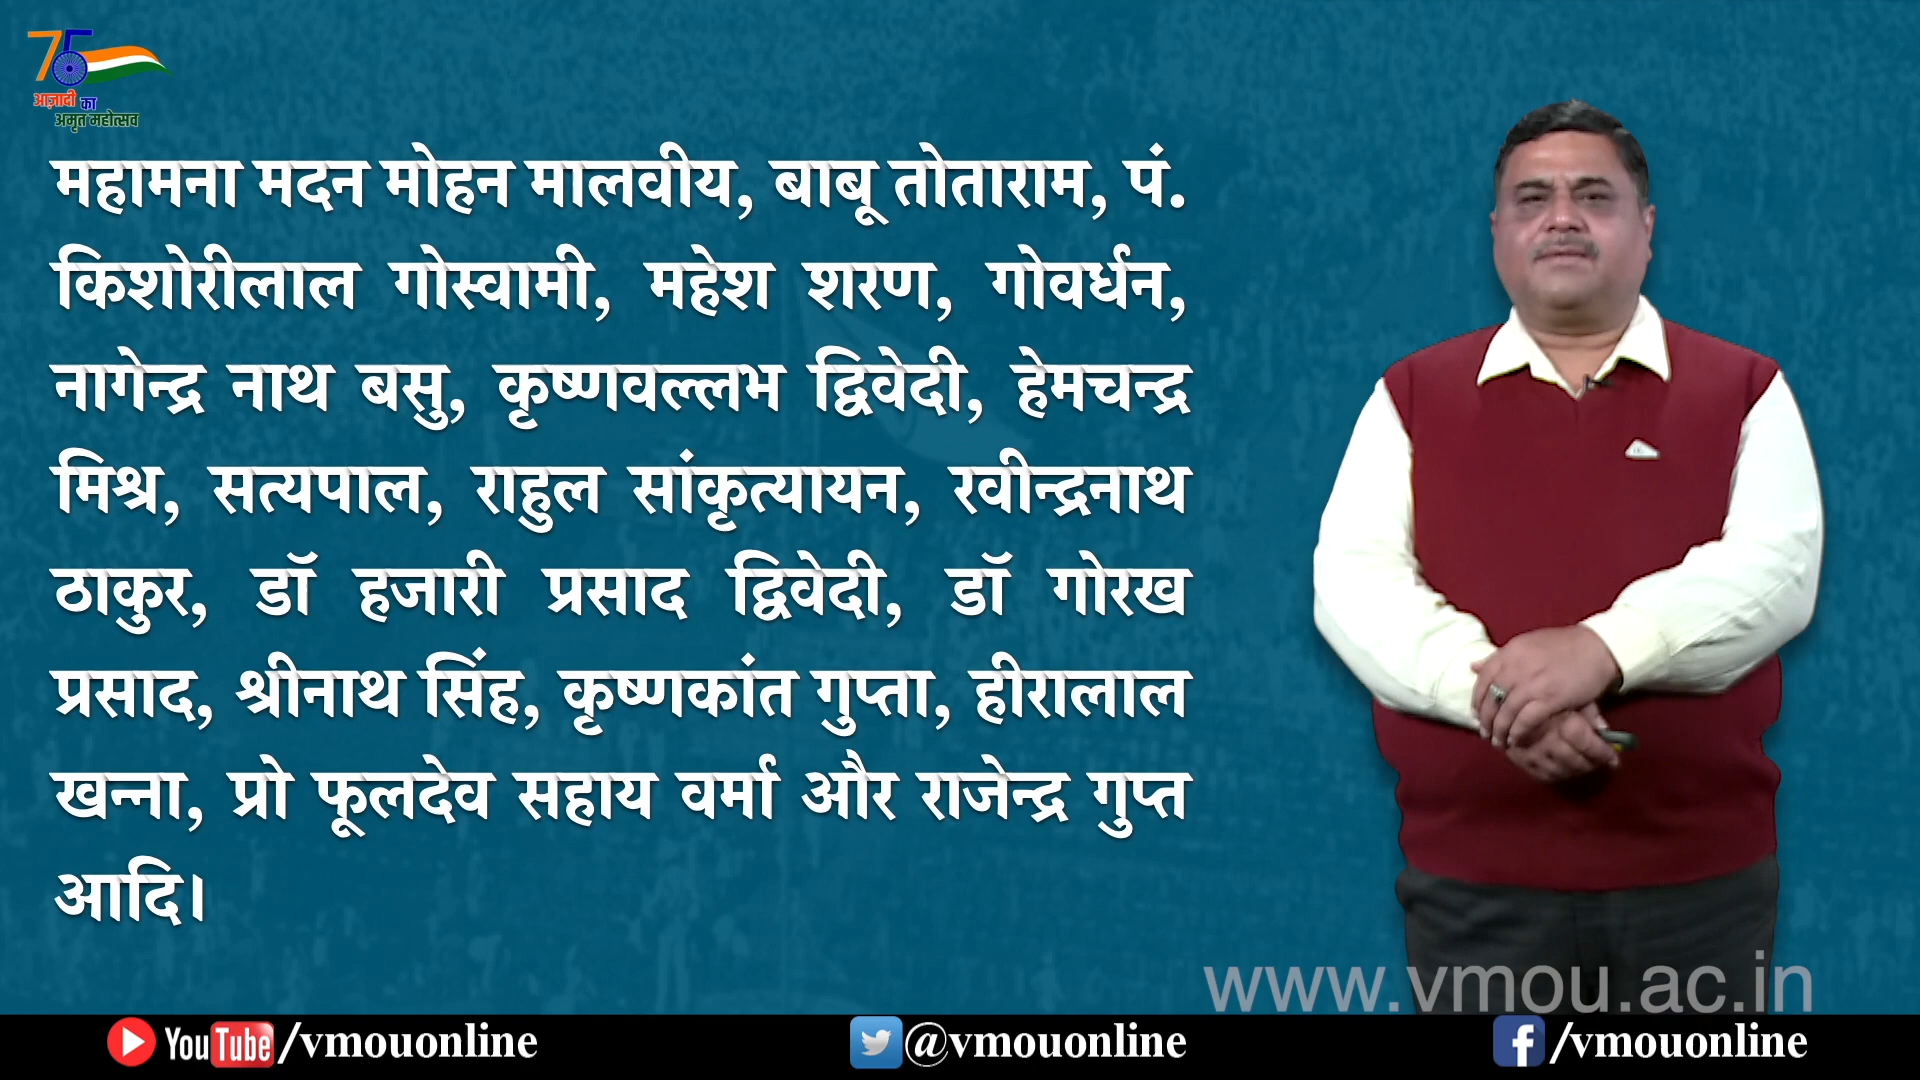 75
आज़ादी का
अमृत महोत्सव
महामना मदन मोहन मालवीय, बाबू तोताराम, पं.
किशोरीलाल गोस्वामी, महेश शरण, गोवर्धन,
नागेन्द्र नाथ बसु, कृष्णवल्लभ द्विवेदी, हेमचन्द्र
मिश्र, सत्यपाल, राहुल सांकृत्यायन, रवीन्द्रनाथ
ठाकुर, डॉ हजारी प्रसाद द्विवेदी, डॉ गोरख
प्रसाद, श्रीनाथ सिंह, कृष्णकांत गुप्ता, हीरालाल
खन्ना, प्रो फूलदेव सहाय वर्मा और राजेन्द्र गुप्त
आदि।
www.vmou.ac.in
YouTube /vmouonline
@vmouonline
f /vmouonline